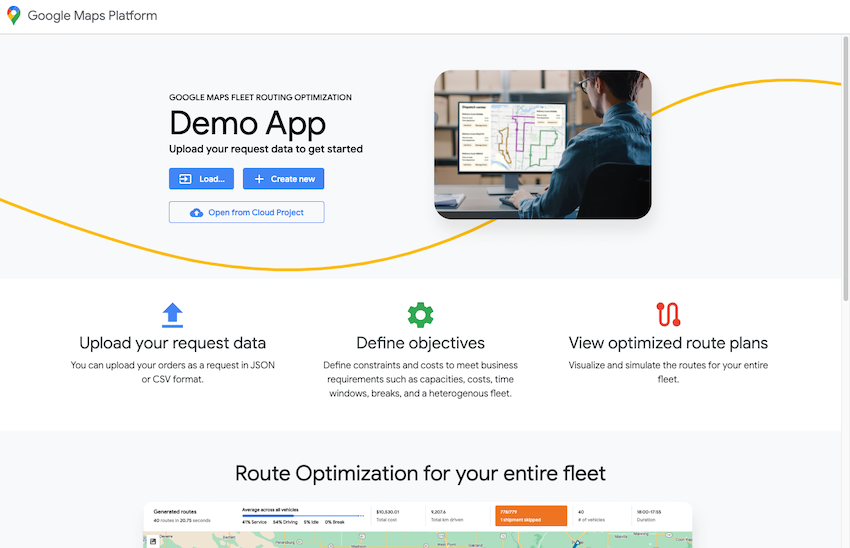 Google Maps Platform
GOOGLE MAPS FLEET ROUTING OPTIMIZATION
Demo App
Upload your request data to get started
Load...
Create new
Open from Cloud Project
Dispatch center
Upload your request data
You can upload your orders as a request in JSON
or CSV format.
Define objectives
Define constraints and costs to meet business
requirements such as capacities, costs, time
windows, breaks, and a heterogenous fleet.
View optimized route plans
Visualize and simulate the routes for your entire
fleet.
Route Optimization for your entire fleet
Generated routes
40 routes in 20.75 seconds
Average across all vehicles
41% Service 54% Driving 5% Idle 0% Break
$10,530.01
Total cost
9,207.6
Total km driven
1 shipment skipped
40
# of vehicles
18:00-17:55
Duration